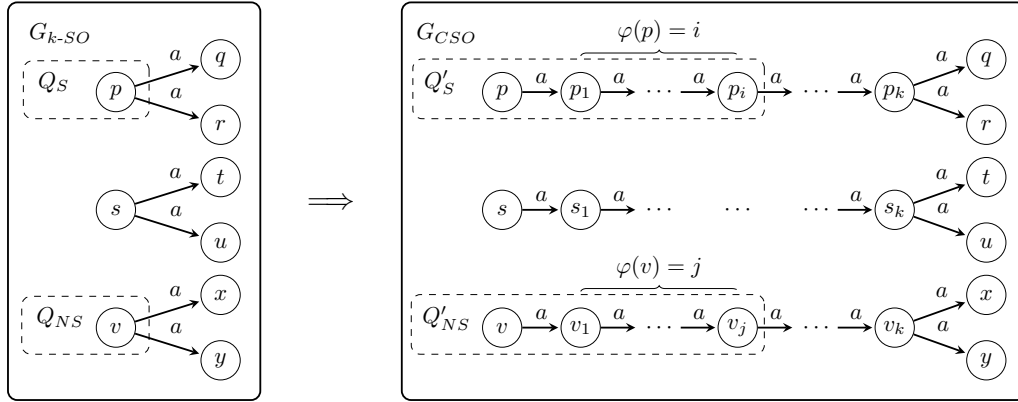 G_{k-SO}
Q_S p a a q r
s a a t u
Q_{NS} v a a x y
⟹
G_{CSO}
φ(p) = i
Q'_S p a p_1 a ⋯ a p_i a ⋯ a p_k a a q r
s a s_1 a ⋯ ⋯ ⋯ a s_k a a t u
φ(v) = j
Q'_{NS} v a v_1 a ⋯ a v_j a ⋯ a v_k a a x y